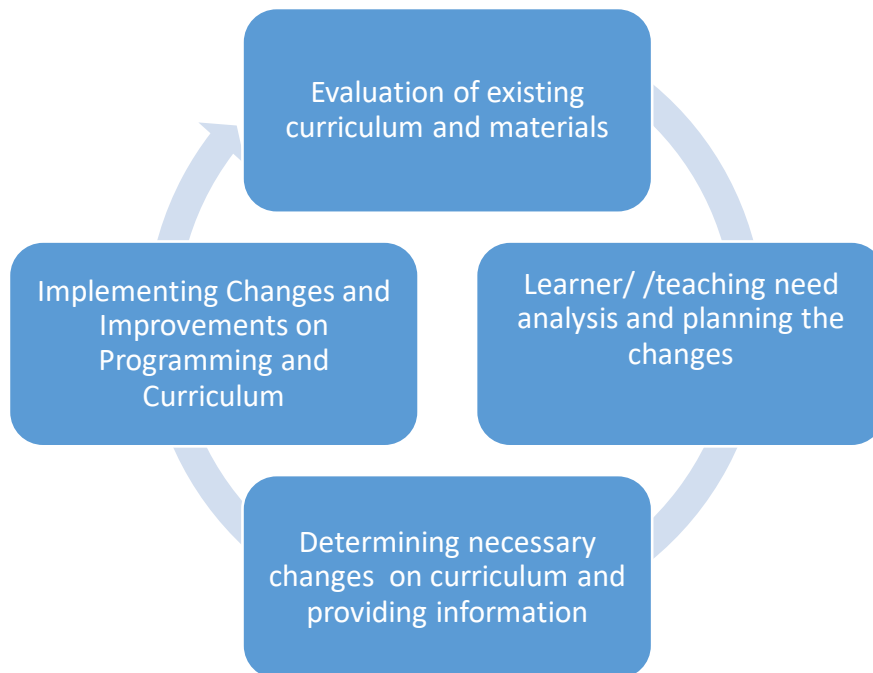 Evaluation of existing
curriculum and materials
Learner/ /teaching need
analysis and planning the
changes
Determining necessary
changes  on curriculum and
providing information
Implementing Changes and
Improvements on
Programming and
Curriculum